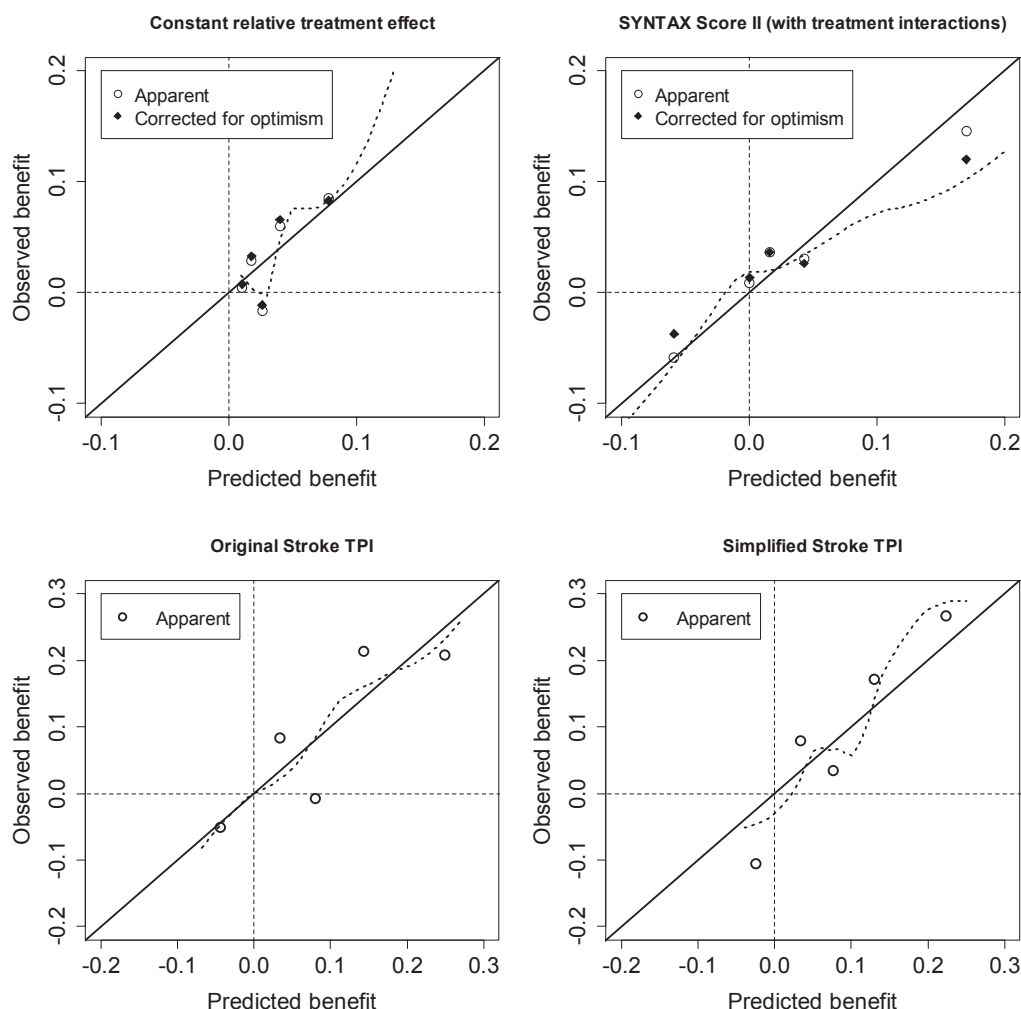 Constant relative treatment effect
Apparent
Corrected for optimism
0.2
0.1
0.0
-0.1
Observed benefit
-0.1
0.0
0.1
0.2
Predicted benefit
SYNTAX Score II (with treatment interactions)
Apparent
Corrected for optimism
0.2
0.1
0.0
-0.1
Observed benefit
-0.1
0.0
0.1
0.2
Predicted benefit
Original Stroke TPI
Apparent
0.3
0.2
0.1
0.0
-0.1
-0.2
Observed benefit
-0.2
-0.1
0.0
0.1
0.2
0.3
Predicted benefit
Simplified Stroke TPI
Apparent
0.3
0.2
0.1
0.0
-0.1
-0.2
Observed benefit
-0.2
-0.1
0.0
0.1
0.2
0.3
Predicted benefit